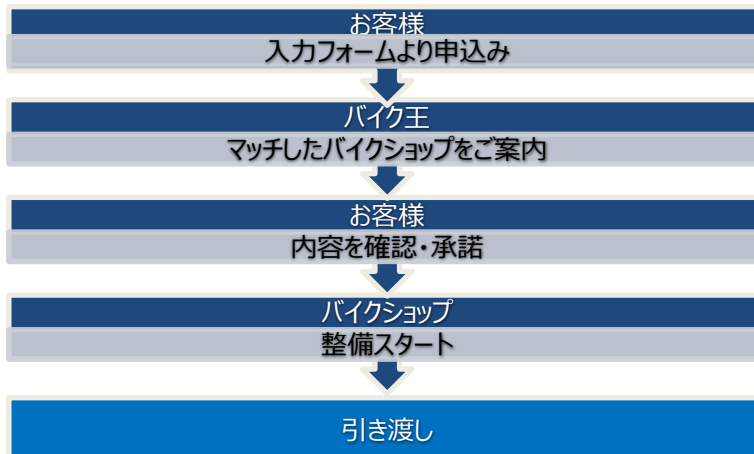 お客様
入力フォームより申込み
バイク王
マッチしたバイクショップをご案内
お客様
内容を確認・承諾
バイクショップ
整備スタート
引き渡し